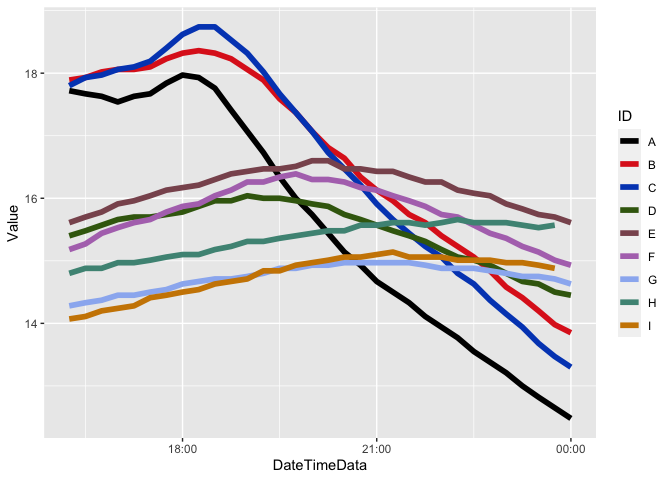 18
16
14
Value
18:00
21:00
00:00
DateTimeData
ID
A
B
C
D
E
F
G
H
I